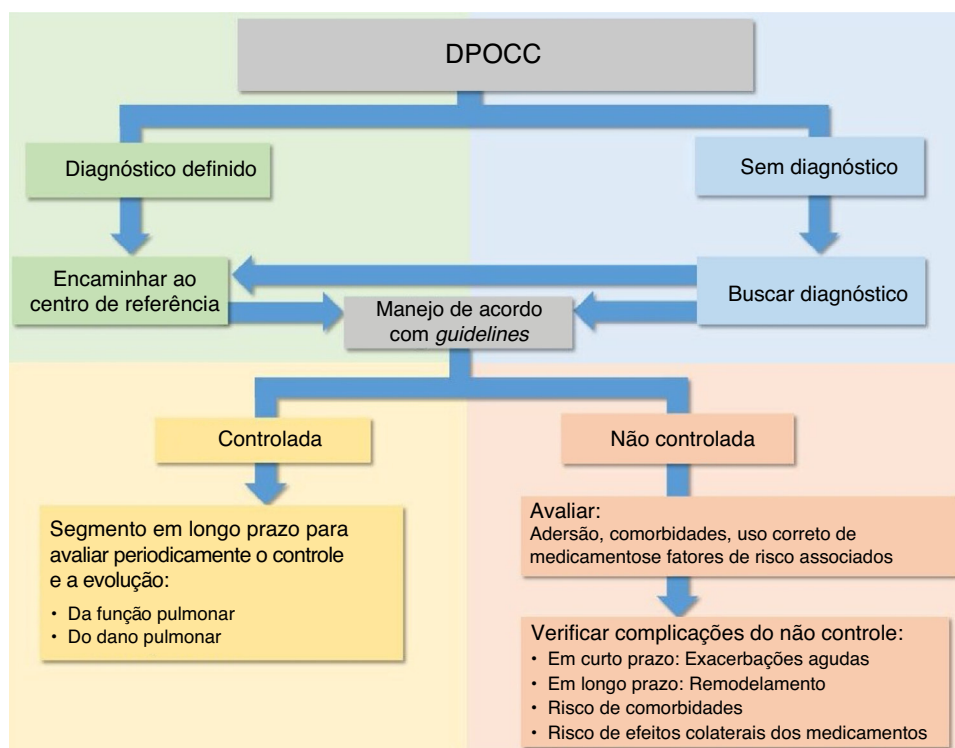 DPOCC
Diagnóstico definido
Sem diagnóstico
Encaminhar ao
centro de referência
Buscar diagnóstico
Manejo de acordo
com guidelines
Controlada
Não controlada
Segmento em longo prazo para
avaliar periodicamente o controle
e a evolução:
• Da função pulmonar
• Do dano pulmonar
Avaliar:
Adersão, comorbidades, uso correto de
medicamentose fatores de risco associados
Verificar complicações do não controle:
• Em curto prazo: Exacerbações agudas
• Em longo prazo: Remodelamento
• Risco de comorbidades
• Risco de efeitos colaterais dos medicamentos